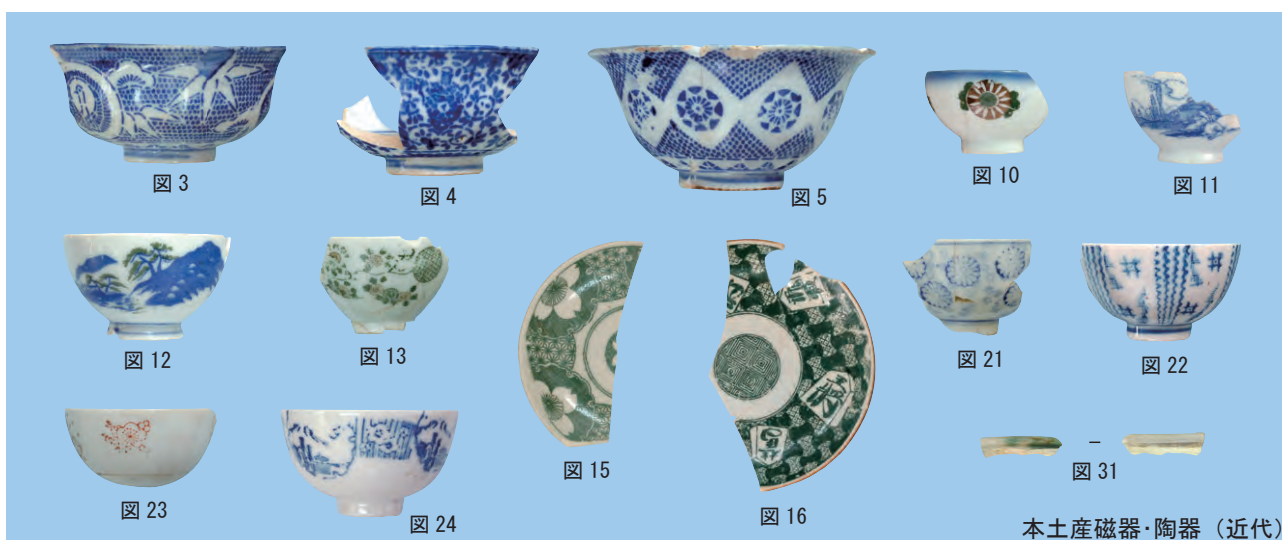 図 3
図 4
図 5
図 10
図 11
図 12
図 13
図 15
図 16
図 21
図 22
図 23
図 24
図 31
–
本土産磁器･陶器（近代）